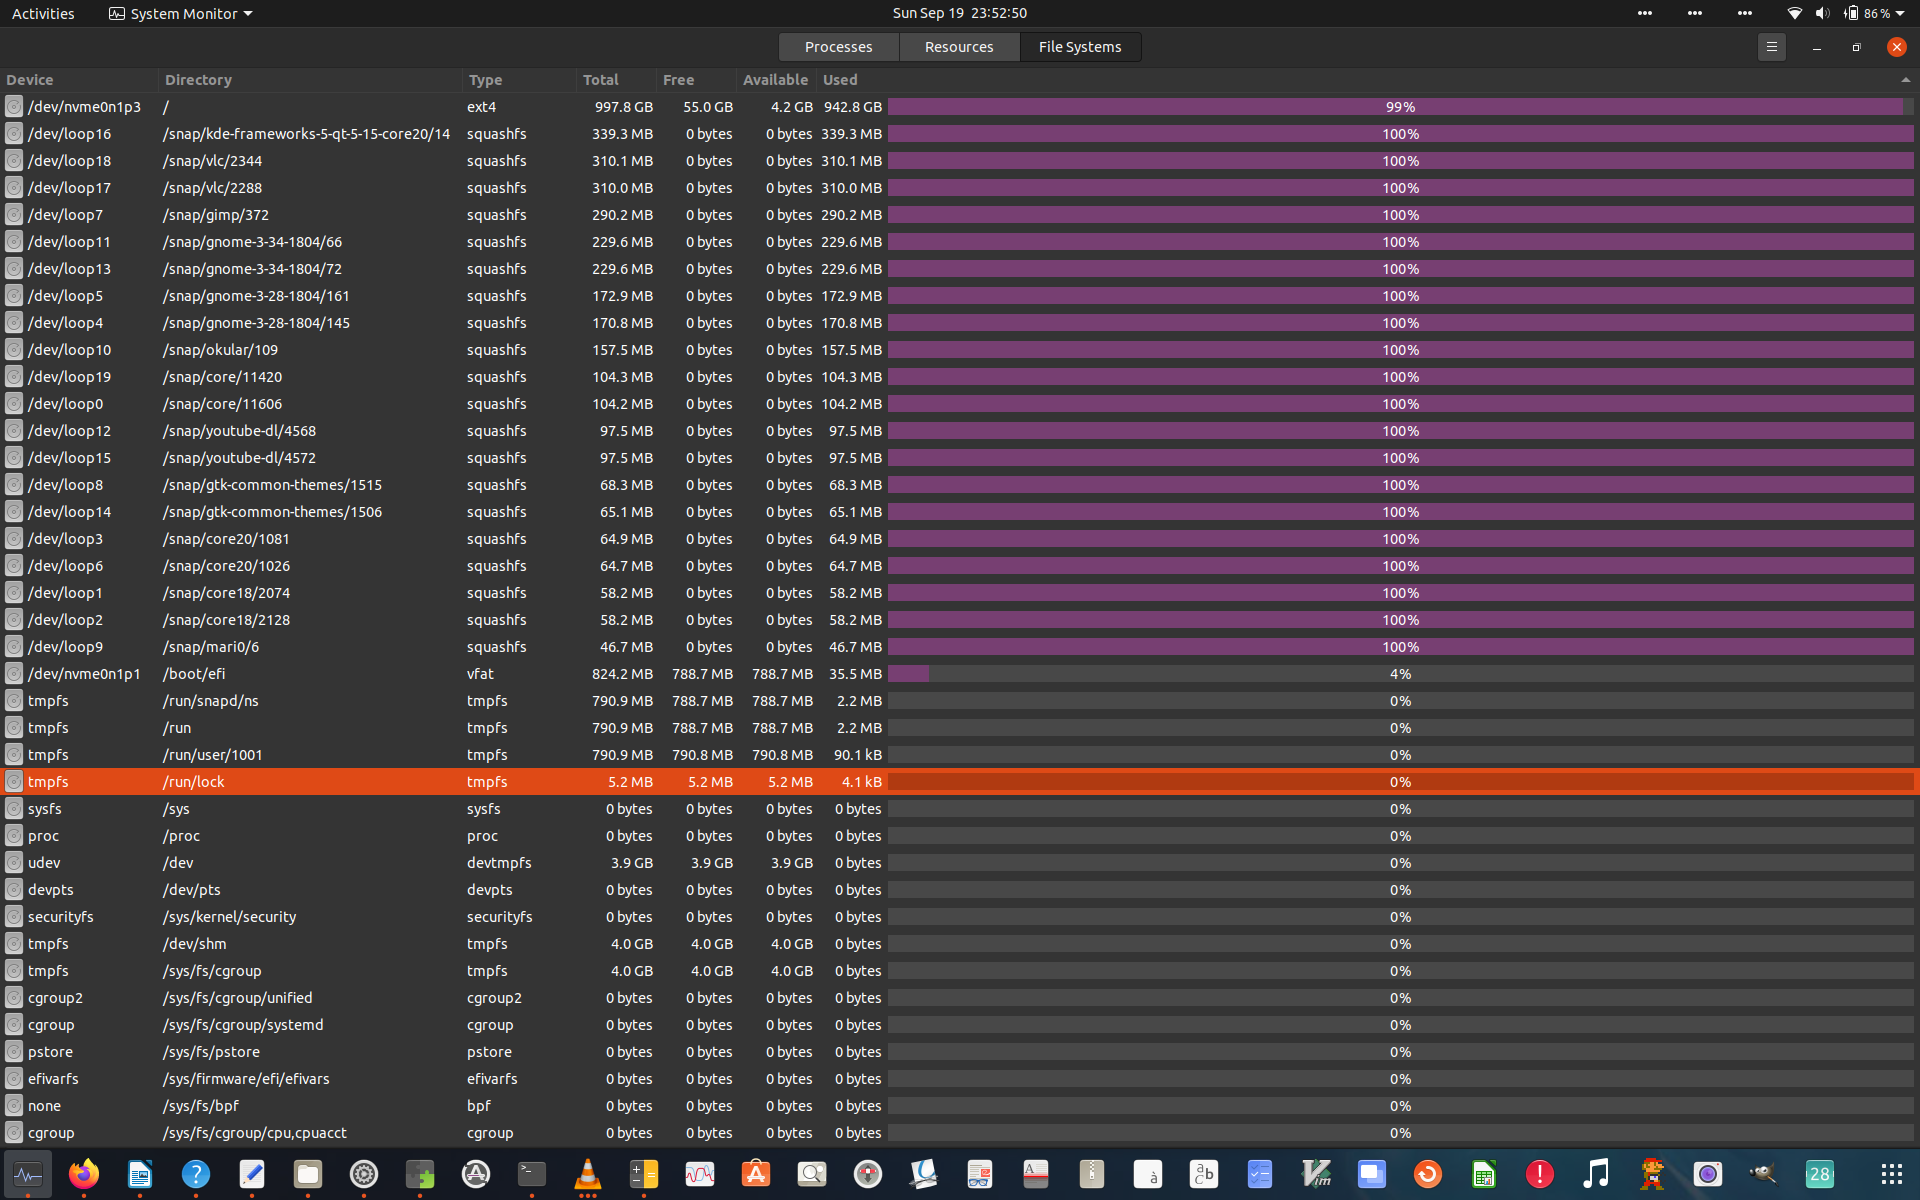 Activities System Monitor Sun Sep 19 23:52:50 86 %
Processes Resources File Systems
Device Directory Type Total Free Available Used
/dev/nvme0n1p3 / ext4 997.8 GB 55.0 GB 4.2 GB 942.8 GB 99%
/dev/loop16 /snap/kde-frameworks-5-qt-5-15-core20/14 squashfs 339.3 MB 0 bytes 0 bytes 339.3 MB 100%
/dev/loop18 /snap/vlc/2344 squashfs 310.1 MB 0 bytes 0 bytes 310.1 MB 100%
/dev/loop17 /snap/vlc/2288 squashfs 310.0 MB 0 bytes 0 bytes 310.0 MB 100%
/dev/loop7 /snap/gimp/372 squashfs 290.2 MB 0 bytes 0 bytes 290.2 MB 100%
/dev/loop11 /snap/gnome-3-34-1804/66 squashfs 229.6 MB 0 bytes 0 bytes 229.6 MB 100%
/dev/loop13 /snap/gnome-3-34-1804/72 squashfs 229.6 MB 0 bytes 0 bytes 229.6 MB 100%
/dev/loop5 /snap/gnome-3-28-1804/161 squashfs 172.9 MB 0 bytes 0 bytes 172.9 MB 100%
/dev/loop4 /snap/gnome-3-28-1804/145 squashfs 170.8 MB 0 bytes 0 bytes 170.8 MB 100%
/dev/loop10 /snap/okular/109 squashfs 157.5 MB 0 bytes 0 bytes 157.5 MB 100%
/dev/loop19 /snap/core/11420 squashfs 104.3 MB 0 bytes 0 bytes 104.3 MB 100%
/dev/loop0 /snap/core/11606 squashfs 104.2 MB 0 bytes 0 bytes 104.2 MB 100%
/dev/loop12 /snap/youtube-dl/4568 squashfs 97.5 MB 0 bytes 0 bytes 97.5 MB 100%
/dev/loop15 /snap/youtube-dl/4572 squashfs 97.5 MB 0 bytes 0 bytes 97.5 MB 100%
/dev/loop8 /snap/gtk-common-themes/1515 squashfs 68.3 MB 0 bytes 0 bytes 68.3 MB 100%
/dev/loop14 /snap/gtk-common-themes/1506 squashfs 65.1 MB 0 bytes 0 bytes 65.1 MB 100%
/dev/loop3 /snap/core20/1081 squashfs 64.9 MB 0 bytes 0 bytes 64.9 MB 100%
/dev/loop6 /snap/core20/1026 squashfs 64.7 MB 0 bytes 0 bytes 64.7 MB 100%
/dev/loop1 /snap/core18/2074 squashfs 58.2 MB 0 bytes 0 bytes 58.2 MB 100%
/dev/loop2 /snap/core18/2128 squashfs 58.2 MB 0 bytes 0 bytes 58.2 MB 100%
/dev/loop9 /snap/mari0/6 squashfs 46.7 MB 0 bytes 0 bytes 46.7 MB 100%
/dev/nvme0n1p1 /boot/efi vfat 824.2 MB 788.7 MB 788.7 MB 35.5 MB 4%
tmpfs /run/snapd/ns tmpfs 790.9 MB 788.7 MB 788.7 MB 2.2 MB 0%
tmpfs /run tmpfs 790.9 MB 788.7 MB 788.7 MB 2.2 MB 0%
tmpfs /run/user/1001 tmpfs 790.9 MB 790.8 MB 790.8 MB 90.1 kB 0%
tmpfs /run/lock tmpfs 5.2 MB 5.2 MB 5.2 MB 4.1 kB 0%
sysfs /sys sysfs 0 bytes 0 bytes 0 bytes 0 bytes 0%
proc /proc proc 0 bytes 0 bytes 0 bytes 0 bytes 0%
udev /dev devtmpfs 3.9 GB 3.9 GB 3.9 GB 0 bytes 0%
devpts /dev/pts devpts 0 bytes 0 bytes 0 bytes 0 bytes 0%
securityfs /sys/kernel/security securityfs 0 bytes 0 bytes 0 bytes 0 bytes 0%
tmpfs /dev/shm tmpfs 4.0 GB 4.0 GB 4.0 GB 0 bytes 0%
tmpfs /sys/fs/cgroup tmpfs 4.0 GB 4.0 GB 4.0 GB 0 bytes 0%
cgroup2 /sys/fs/cgroup/unified cgroup2 0 bytes 0 bytes 0 bytes 0 bytes 0%
cgroup /sys/fs/cgroup/systemd cgroup 0 bytes 0 bytes 0 bytes 0 bytes 0%
pstore /sys/fs/pstore pstore 0 bytes 0 bytes 0 bytes 0 bytes 0%
efivarfs /sys/firmware/efi/efivars efivarfs 0 bytes 0 bytes 0 bytes 0 bytes 0%
none /sys/fs/bpf bpf 0 bytes 0 bytes 0 bytes 0 bytes 0%
cgroup /sys/fs/cgroup/cpu,cpuacct cgroup 0 bytes 0 bytes 0 bytes 0 bytes 0%
? A à a b c Vim ! 28